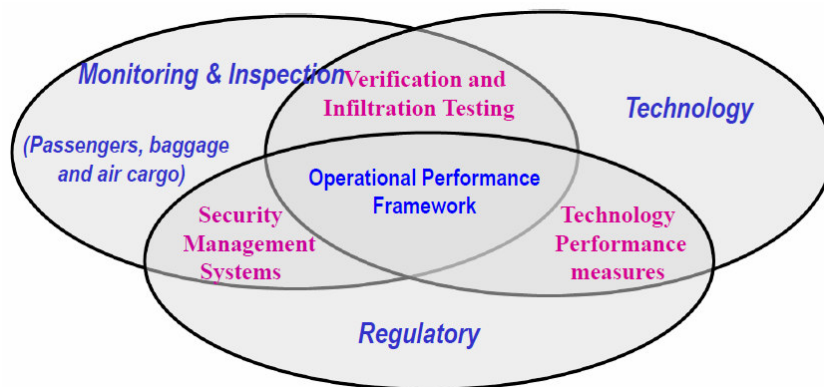 Monitoring & Inspection
(Passengers, baggage
and air cargo)
Verification and
Infiltration Testing
Technology
Operational Performance
Framework
Security
Management
Systems
Technology
Performance
measures
Regulatory